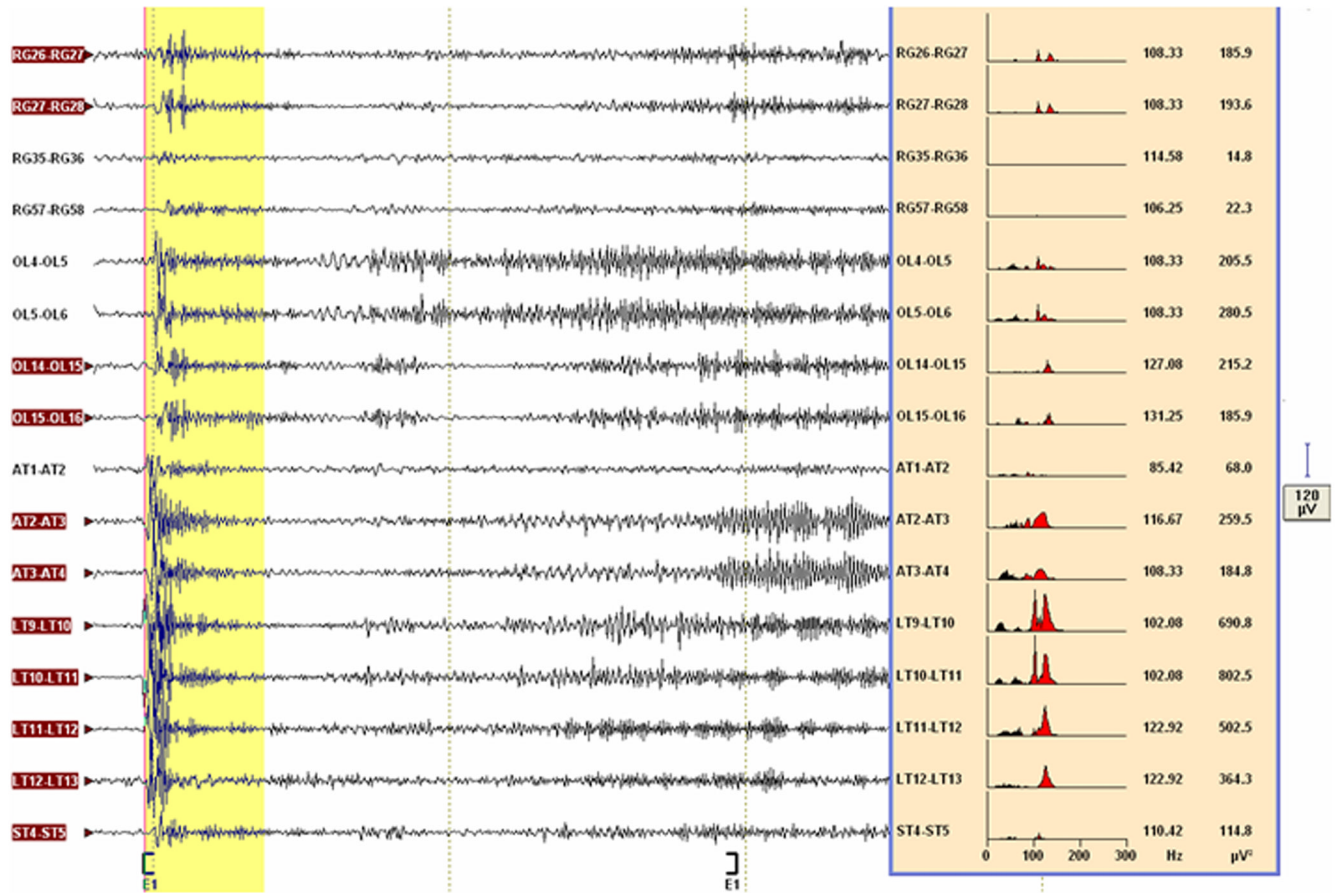 RG26-RG27 RG26-RG27 108.33 185.9
RG27-RG28 RG27-RG28 108.33 193.6
RG35-RG36 RG35-RG36 114.58 14.8
RG57-RG58 RG57-RG58 106.25 22.3
OL4-OL5 OL4-OL5 108.33 205.5
OL5-OL6 OL5-OL6 108.33 280.5
OL14-OL15 OL14-OL15 127.08 215.2
OL15-OL16 OL15-OL16 131.25 185.9
AT1-AT2 AT1-AT2 85.42 68.0
AT2-AT3 AT2-AT3 116.67 259.5
120
µV
AT3-AT4 AT3-AT4 108.33 184.8
LT9-LT10 LT9-LT10 102.08 690.8
LT10-LT11 LT10-LT11 102.08 802.5
LT11-LT12 LT11-LT12 122.92 502.5
LT12-LT13 LT12-LT13 122.92 364.3
ST4-ST5 ST4-ST5 110.42 114.8
0 100 200 300 Hz µV²
E1 E1